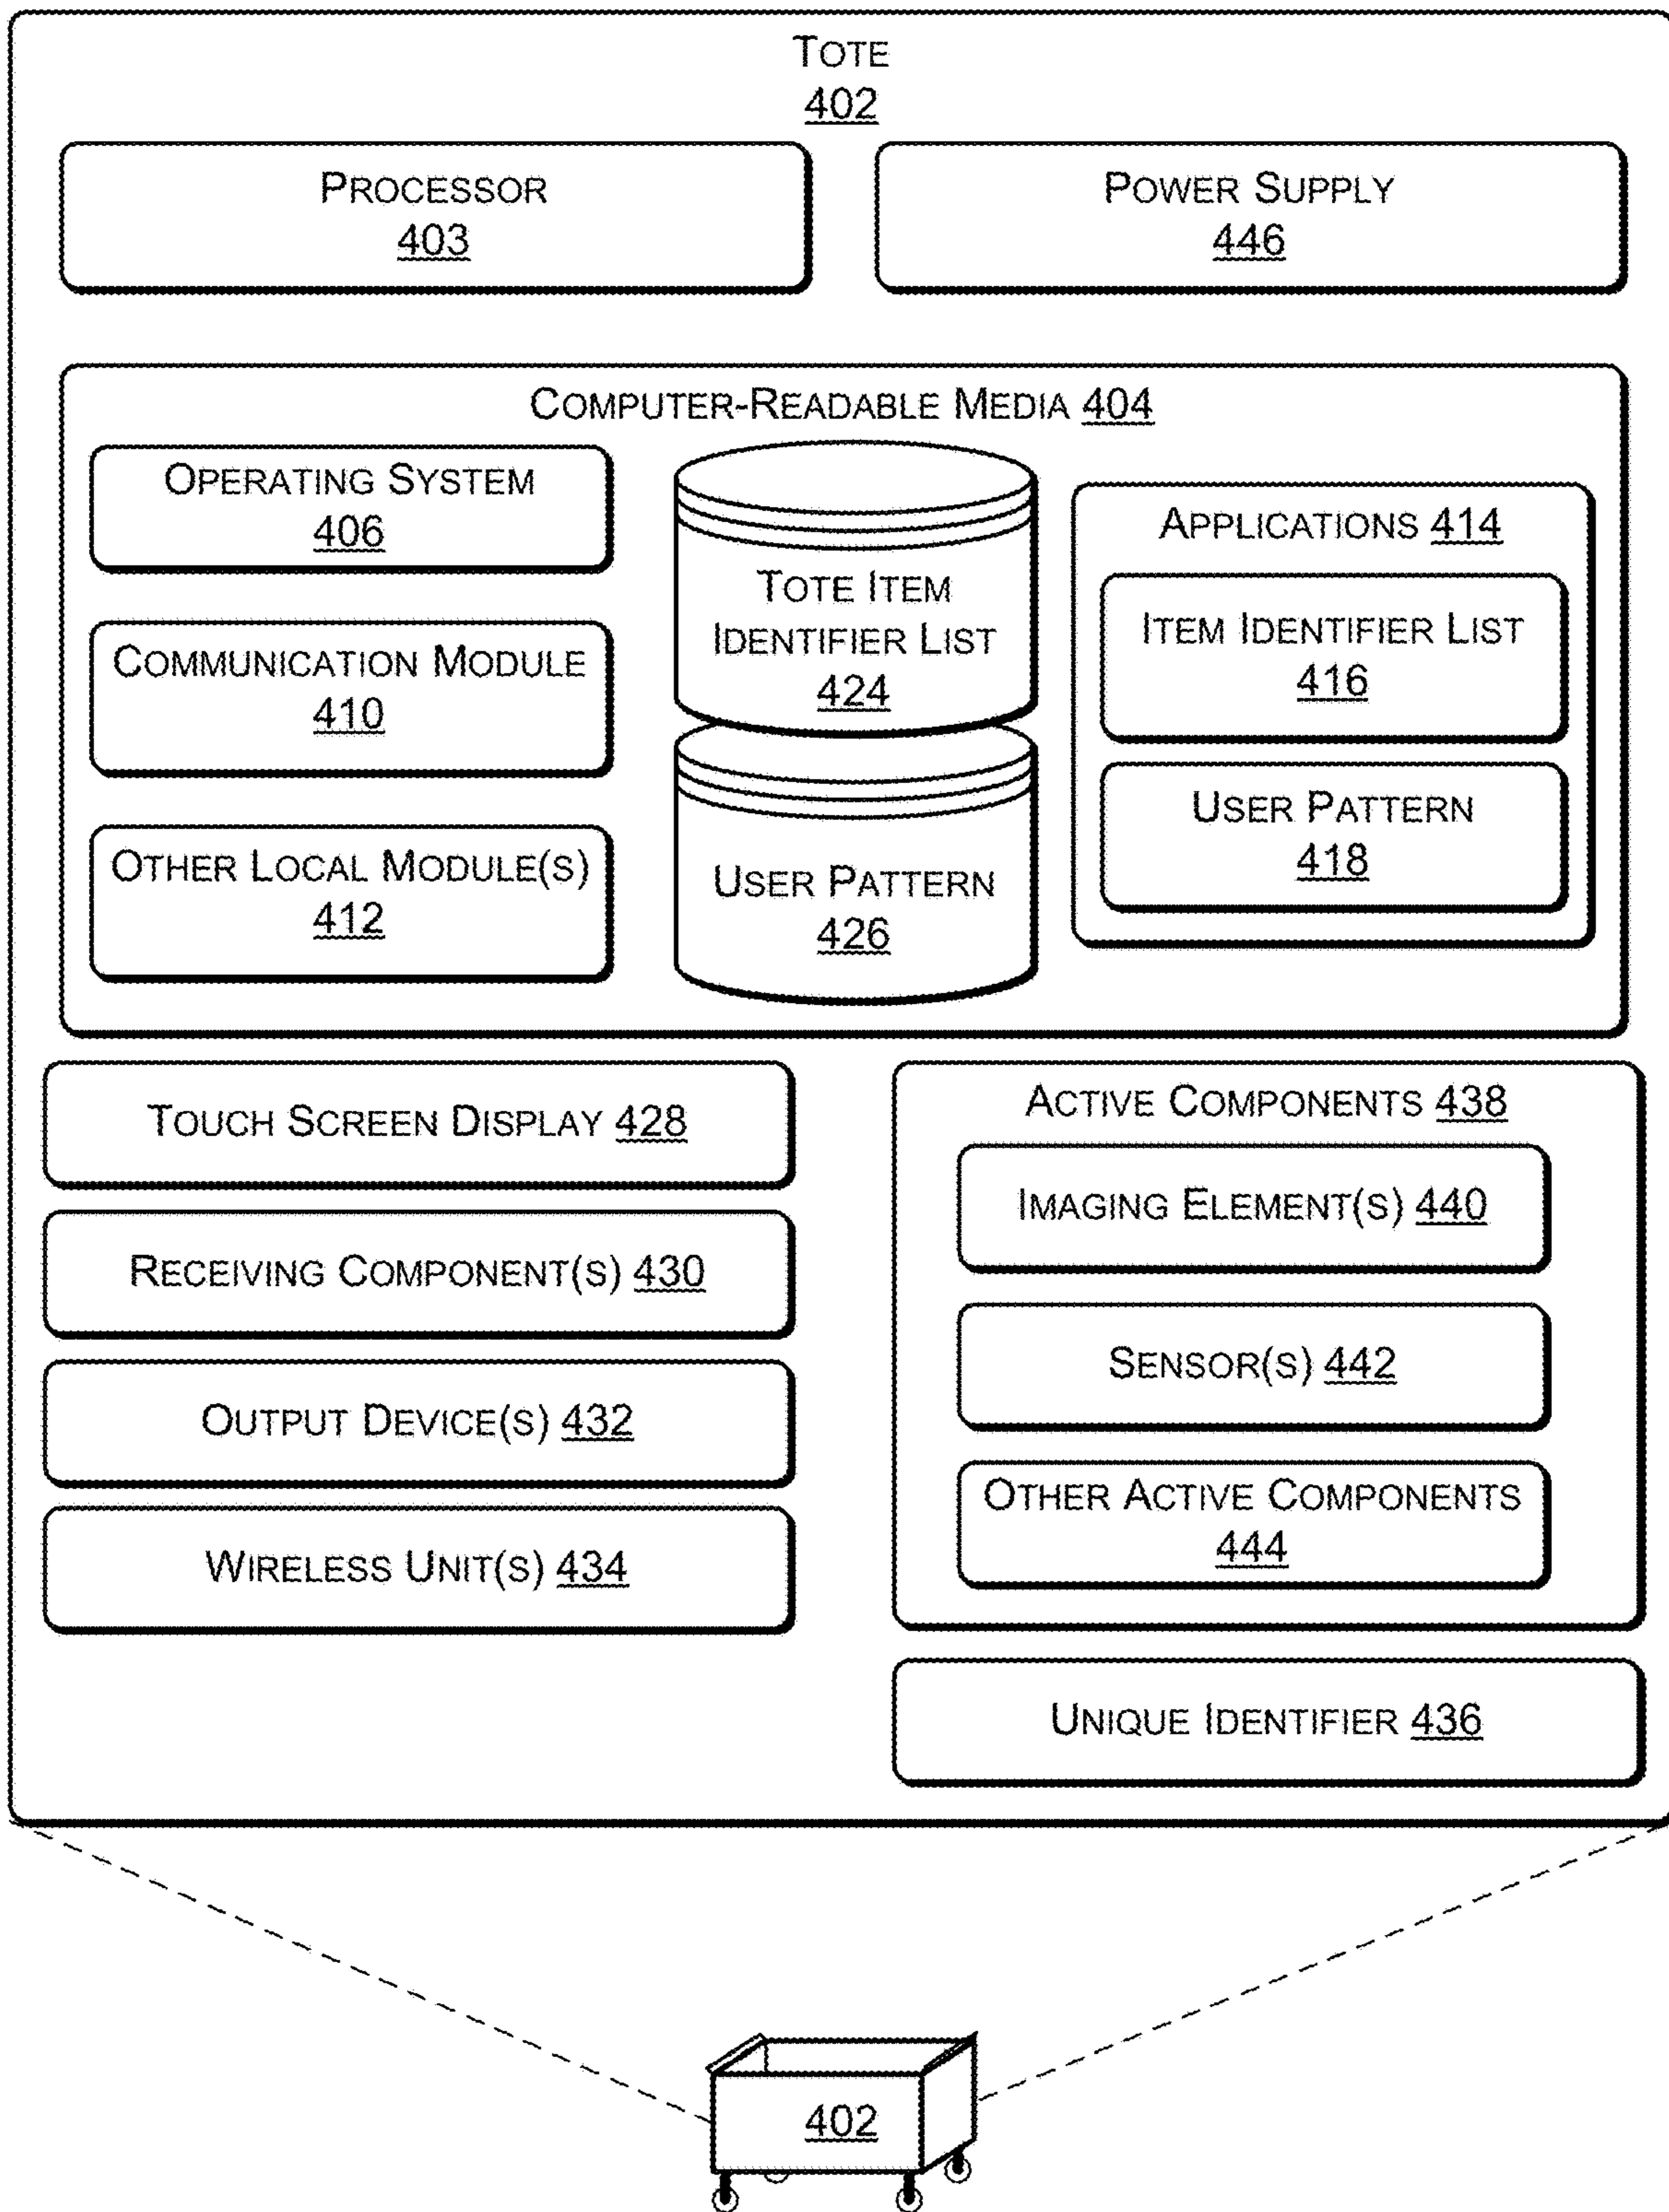 TOTE
402
PROCESSOR
403
POWER SUPPLY
446
COMPUTER-READABLE MEDIA 404
OPERATING SYSTEM
406
COMMUNICATION MODULE
410
OTHER LOCAL MODULE(S)
412
TOTE ITEM
IDENTIFIER LIST
424
USER PATTERN
426
APPLICATIONS 414
ITEM IDENTIFIER LIST
416
USER PATTERN
418
TOUCH SCREEN DISPLAY 428
RECEIVING COMPONENT(S) 430
OUTPUT DEVICE(S) 432
WIRELESS UNIT(S) 434
ACTIVE COMPONENTS 438
IMAGING ELEMENT(S) 440
SENSOR(S) 442
OTHER ACTIVE COMPONENTS
444
UNIQUE IDENTIFIER 436
402